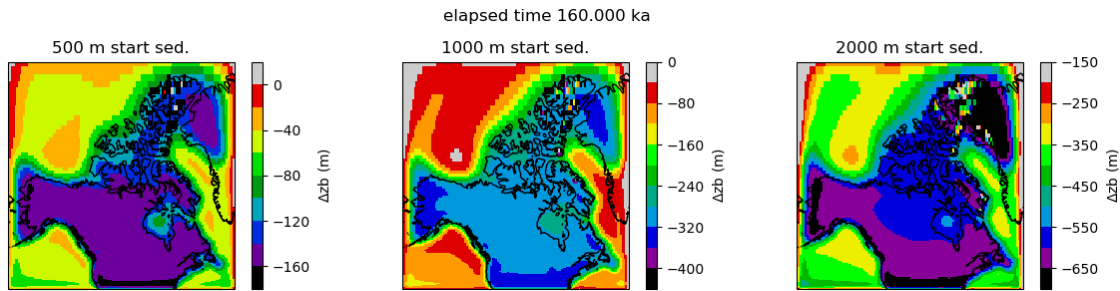 elapsed time 160.000 ka
500 m start sed.
1000 m start sed.
2000 m start sed.
0
−40
−80
−120
−160
Δzb (m)
0
−80
−160
−240
−320
−400
Δzb (m)
−150
−250
−350
−450
−550
−650
Δzb (m)